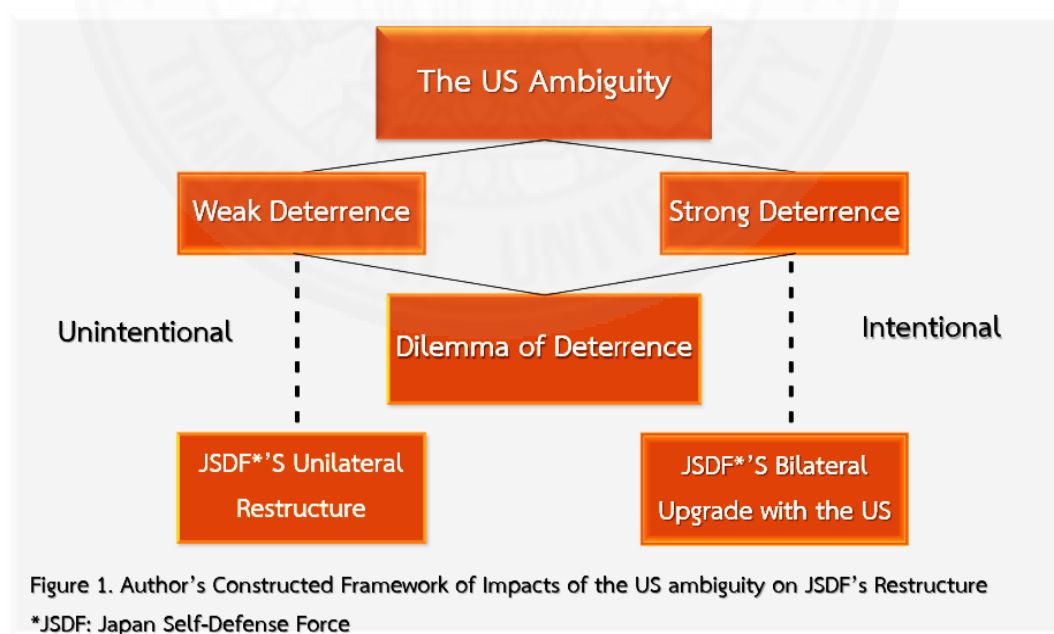 The US Ambiguity
Weak Deterrence
Strong Deterrence
Unintentional
Dilemma of Deterrence
Intentional
JSDF*'S Unilateral
Restructure
JSDF*'S Bilateral
Upgrade with the US
Figure 1. Author's Constructed Framework of Impacts of the US ambiguity on JSDF's Restructure
*JSDF: Japan Self-Defense Force